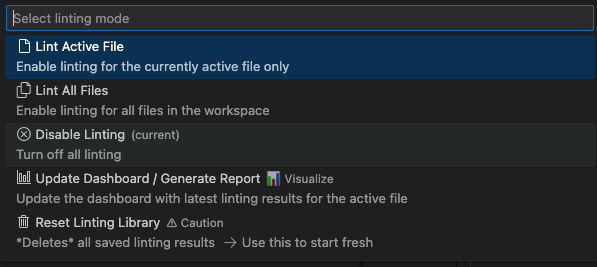 Select linting mode
Lint Active File
Enable linting for the currently active file only
Lint All Files
Enable linting for all files in the workspace
Disable Linting (current)
Turn off all linting
Update Dashboard / Generate Report 📊 Visualize
Update the dashboard with latest linting results for the active file
Reset Linting Library ⚠ Caution
*Deletes* all saved linting results → Use this to start fresh